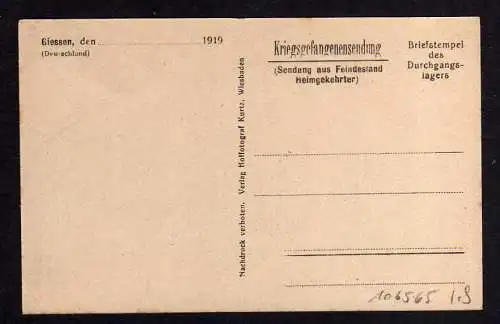 Giessen, den 1919
(Deutschland)
Nachdruck verboten. Verlag Hoffotograf Kurtz, Wiesbaden
Kriegsgefangenensendung
(Sendung aus Feindesland
Heimgekehrter)
Briefstempel
des
Durchgangs-
lagers
106565 1.S